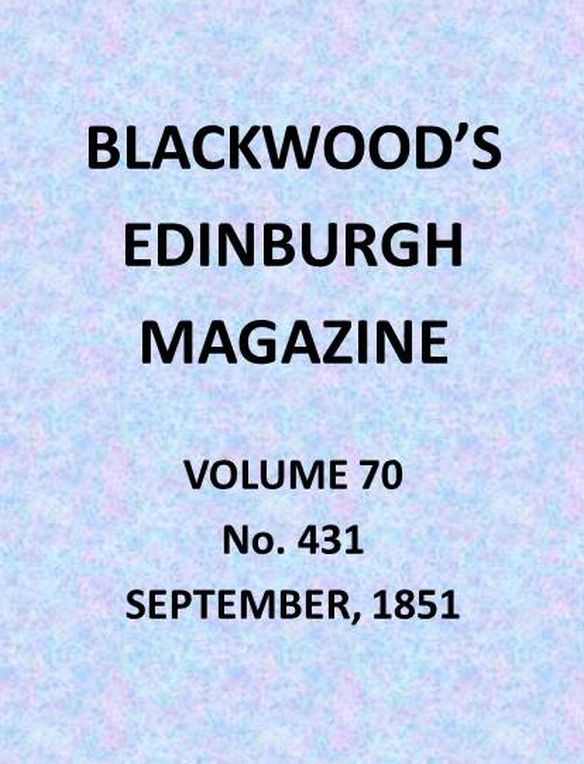 BLACKWOOD’S
EDINBURGH
MAGAZINE
VOLUME 70
No. 431
SEPTEMBER, 1851